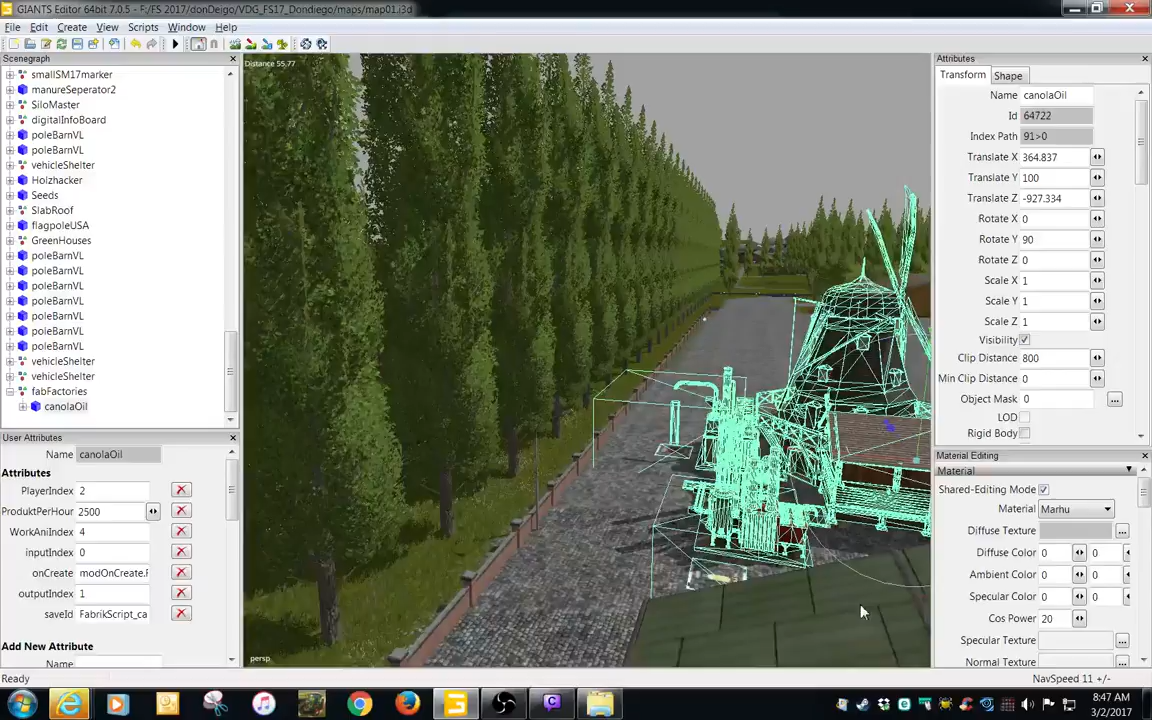 GIANTS Editor 64bit 7.0.5 - F:/FS 2017/donDeigo/VDG_FS17_Dondiego/maps/map01.i3d
File Edit Create View Scripts Window Help
Scenegraph
smallSM17marker
manureSeperator2
SiloMaster
digitalInfoBoard
poleBarnVL
poleBarnVL
vehicleShelter
Holzhacker
Seeds
SlabRoof
flagpoleUSA
GreenHouses
poleBarnVL
poleBarnVL
poleBarnVL
poleBarnVL
poleBarnVL
poleBarnVL
poleBarnVL
vehicleShelter
vehicleShelter
fabFactories
canolaOil
User Attributes
Name canolaOil
Attributes
PlayerIndex 2
ProduktPerHour 2500
WorkAniIndex 4
inputIndex 0
onCreate modOnCreate.F
outputIndex 1
saveId FabrikScript_ca
Add New Attribute
Name
Distance 55.77
persp
Attributes
Transform Shape
Name canolaOil
Id 64722
Index Path 91>0
Translate X 364.837
Translate Y 100
Translate Z -927.334
Rotate X 0
Rotate Y 90
Rotate Z 0
Scale X 1
Scale Y 1
Scale Z 1
Visibility
Clip Distance 800
Min Clip Distance 0
Object Mask 0 ...
LOD
Rigid Body
Material Editing
Material
Shared-Editing Mode
Material Marhu
Diffuse Texture ...
Diffuse Color 0 0
Ambient Color 0 0
Specular Color 0 0
Cos Power 20
Specular Texture ...
Normal Texture ...
Ready
NavSpeed 11 +/-
8:47 AM
3/2/2017